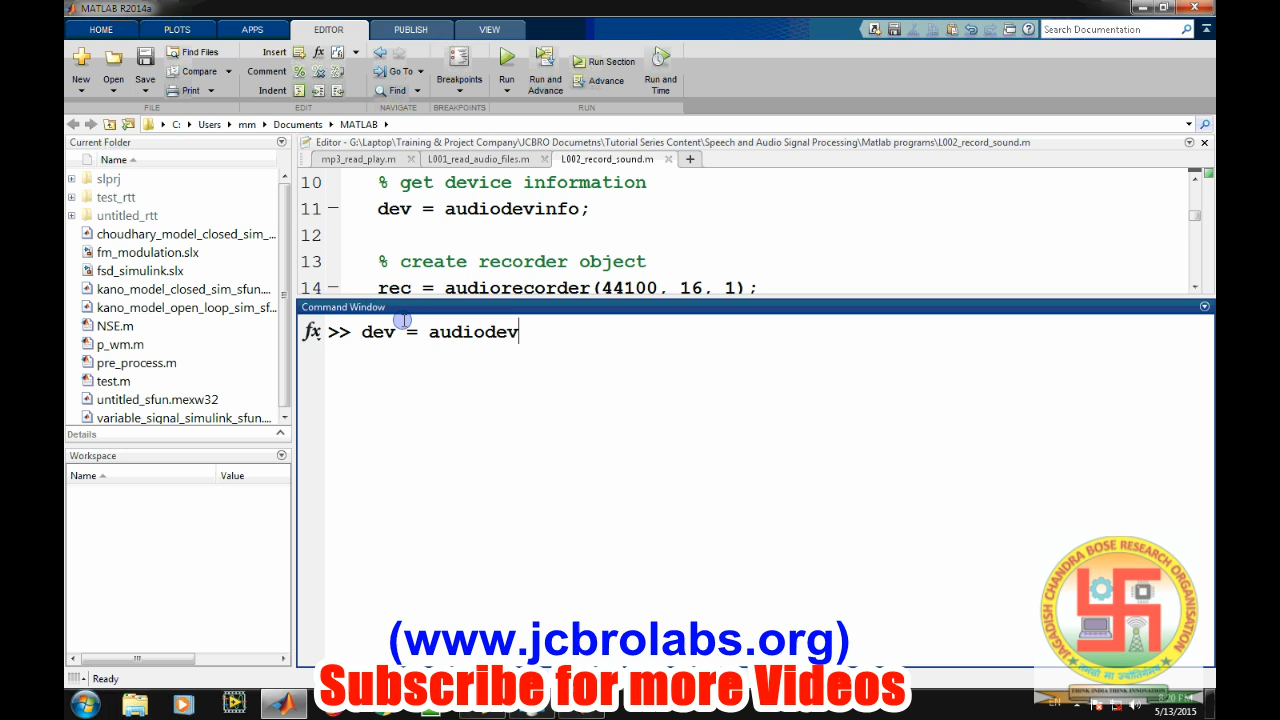 MATLAB R2014a
HOME PLOTS APPS EDITOR PUBLISH VIEW
Search Documentation
New Open Save
Find Files
Compare
Print
Insert fx
Comment
Indent
Go To
Find
Breakpoints
Run Run and Advance
Run Section
Advance
Run and Time
FILE EDIT NAVIGATE BREAKPOINTS RUN
C: Users mm Documents MATLAB
Current Folder
Name
slprj
test_rtt
untitled_rtt
choudhary_model_closed_sim_...
fm_modulation.slx
fsd_simulink.slx
kano_model_closed_sim_sfun....
kano_model_open_loop_sim_sf...
NSE.m
p_wm.m
pre_process.m
test.m
untitled_sfun.mexw32
variable_signal_simulink_sfun....
Details
Workspace
Name Value
Editor - G:\Laptop\Training & Project Company\JCBRO Documetns\Tutorial Series Content\Speech and Audio Signal Processing\Matlab programs\L002_record_sound.m
mp3_read_play.m L001_read_audio_files.m L002_record_sound.m
10 % get device information
11 dev = audiodevinfo;
12
13 % create recorder object
14 rec = audiorecorder(44100, 16, 1);
Command Window
fx >> dev = audiodev
JAGADISH CHANDRA BOSE RESEARCH ORGANISATION
THINK INDIA THINK INNOVATION
(www.jcbrolabs.org)
Subscribe for more Videos
Ready
EN
8:20 PM
5/13/2015